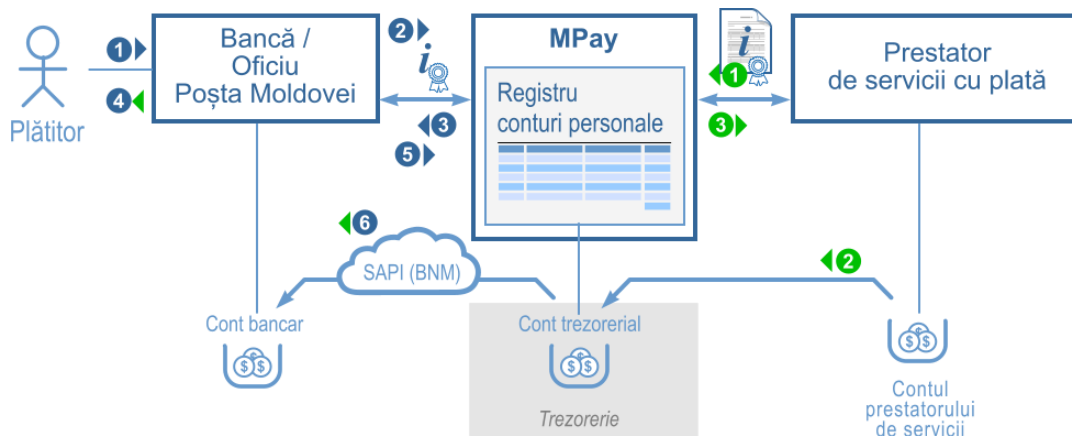 Plătitor
1
4
Bancă /
Oficiu
Poșta Moldovei
2
i
3
5
MPay
Registru
conturi personale
i
1
3
Prestator
de servicii cu plată
6
SAPI (BNM)
2
Cont bancar
$ $ $
Cont trezorerial
$ $ $
Trezorerie
$ $ $
Contul
prestatorului
de servicii